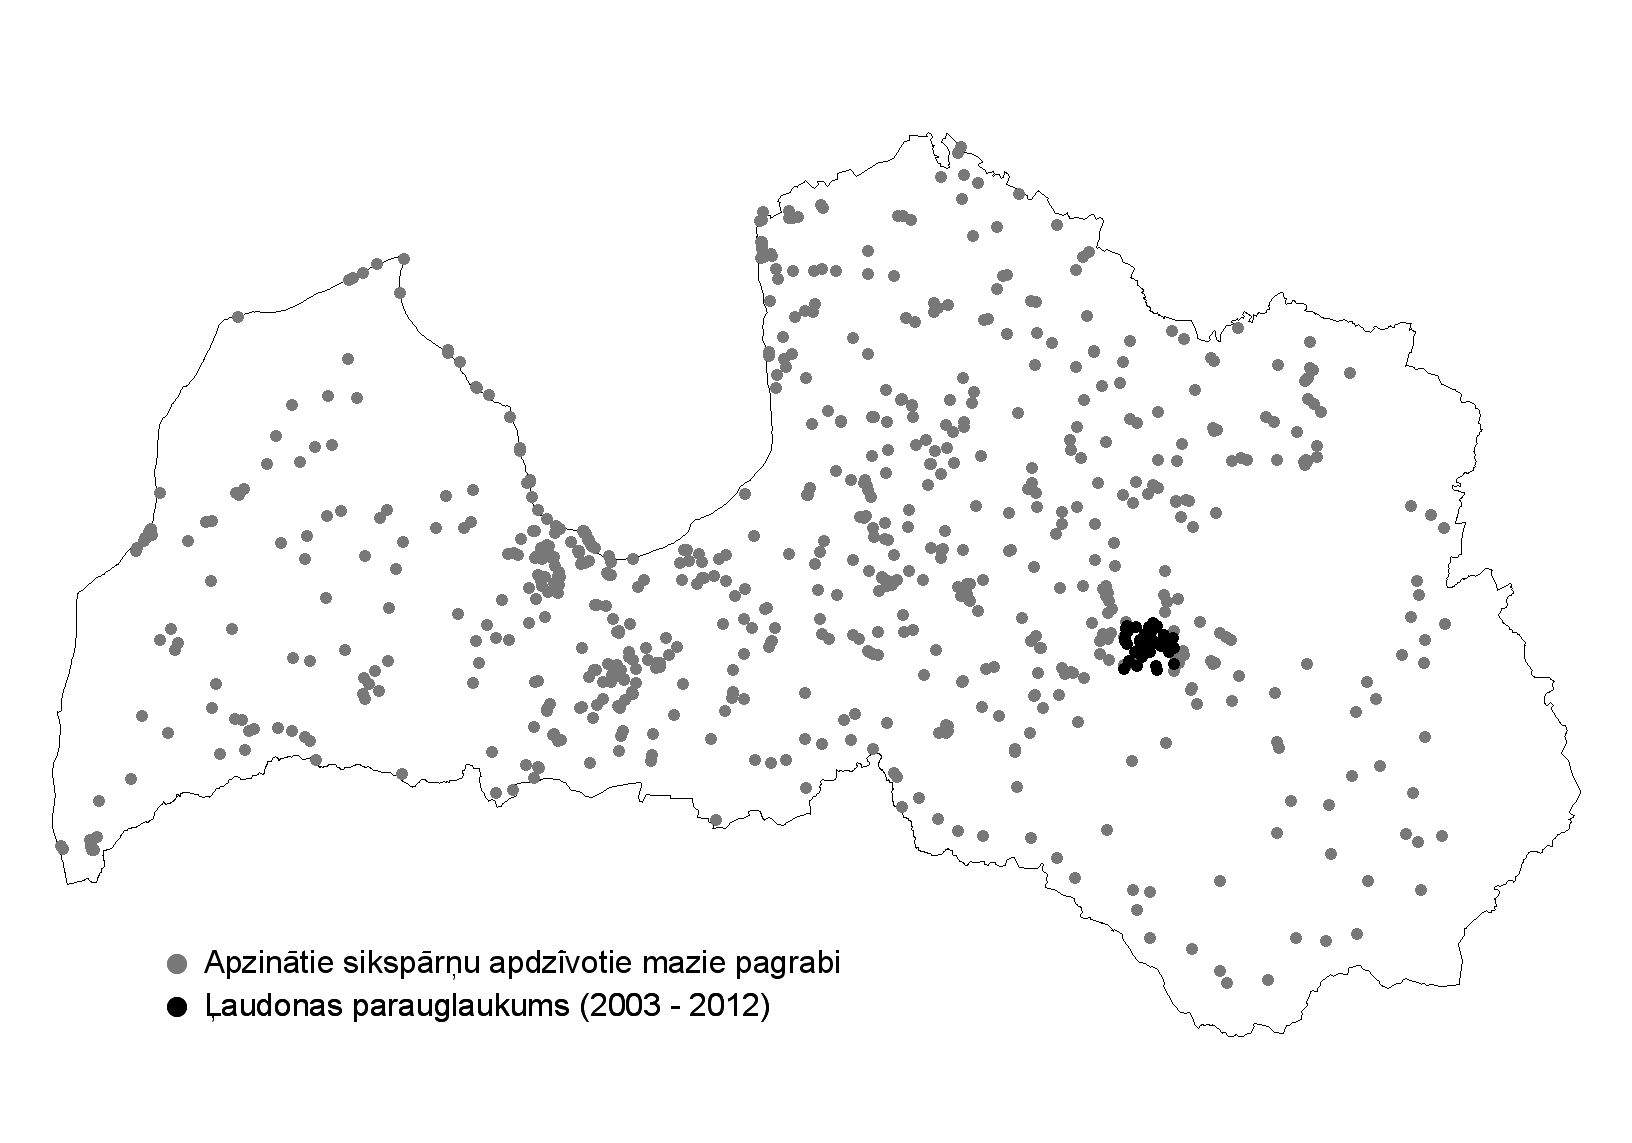 Apzinātie sikspārņu apdzīvotie mazie pagrabi
Ļaudonas parauglaukums (2003 - 2012)